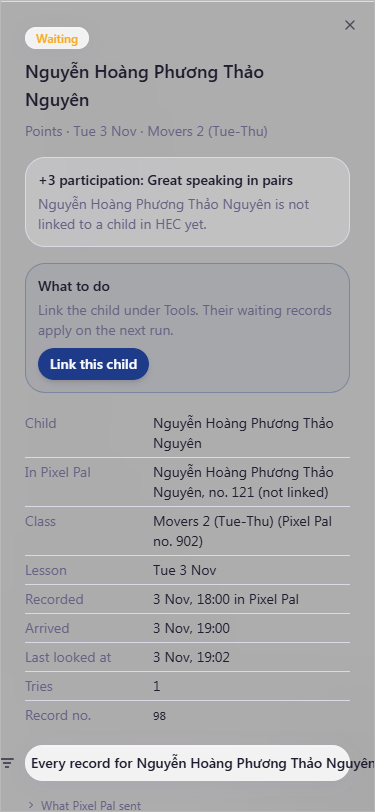 Waiting
Nguyễn Hoàng Phương Thảo
Nguyên
Points · Tue 3 Nov · Movers 2 (Tue-Thu)
+3 participation: Great speaking in pairs
Nguyễn Hoàng Phương Thảo Nguyên is not
linked to a child in HEC yet.
What to do
Link the child under Tools. Their waiting records
apply on the next run.
Link this child
Child
Nguyễn Hoàng Phương Thảo
Nguyên
In Pixel Pal
Nguyễn Hoàng Phương Thảo
Nguyên, no. 121 (not linked)
Class
Movers 2 (Tue-Thu) (Pixel Pal
no. 902)
Lesson
Tue 3 Nov
Recorded
3 Nov, 18:00 in Pixel Pal
Arrived
3 Nov, 19:00
Last looked at
3 Nov, 19:02
Tries
1
Record no.
98
Every record for Nguyễn Hoàng Phương Thảo Nguyên
What Pixel Pal sent